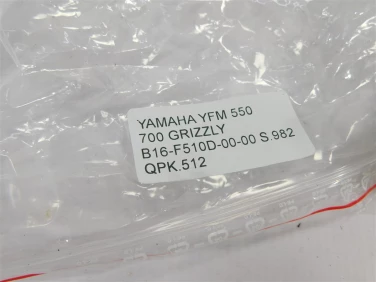 YAMAHA YFM 550
700 GRIZZLY
B16-F510D-00-00 S.982
QPK.512